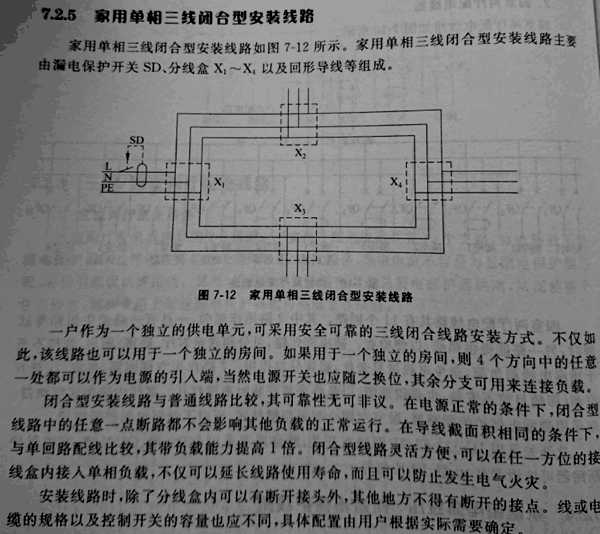 7.2.5 家用单相三线闭合型安装线路
家用单相三线闭合型安装线路如图 7-12 所示。家用单相三线闭合型安装线路主要
由漏电保护开关 SD、分线盒 X₁～X₄ 以及回形导线等组成。
SD
L
N
PE
X₁
X₂
X₃
X₄
图 7-12 家用单相三线闭合型安装线路
一户作为一个独立的供电单元,可采用安全可靠的三线闭合线路安装方式。不仅如
此,该线路也可以用于一个独立的房间。如果用于一个独立的房间,则 4 个方向中的任意
一处都可以作为电源的引入端,当然电源开关也应随之换位,其余分支可用来连接负载。
闭合型安装线路与普通线路比较,其可靠性无可非议。在电源正常的条件下,闭合型
线路中的任意一点断路都不会影响其他负载的正常运行。在导线截面积相同的条件下,
与单回路配线比较,其带负载能力提高 1 倍。闭合型线路灵活方便,可以在任一方位的接
线盒内接入单相负载,不仅可以延长线路使用寿命,而且可以防止发生电气火灾。
安装线路时,除了分线盒内可以有断开接头外,其他地方不得有断开的接点。线或电
缆的规格以及控制开关的容量也应不同,具体配置由用户根据实际需要确定。